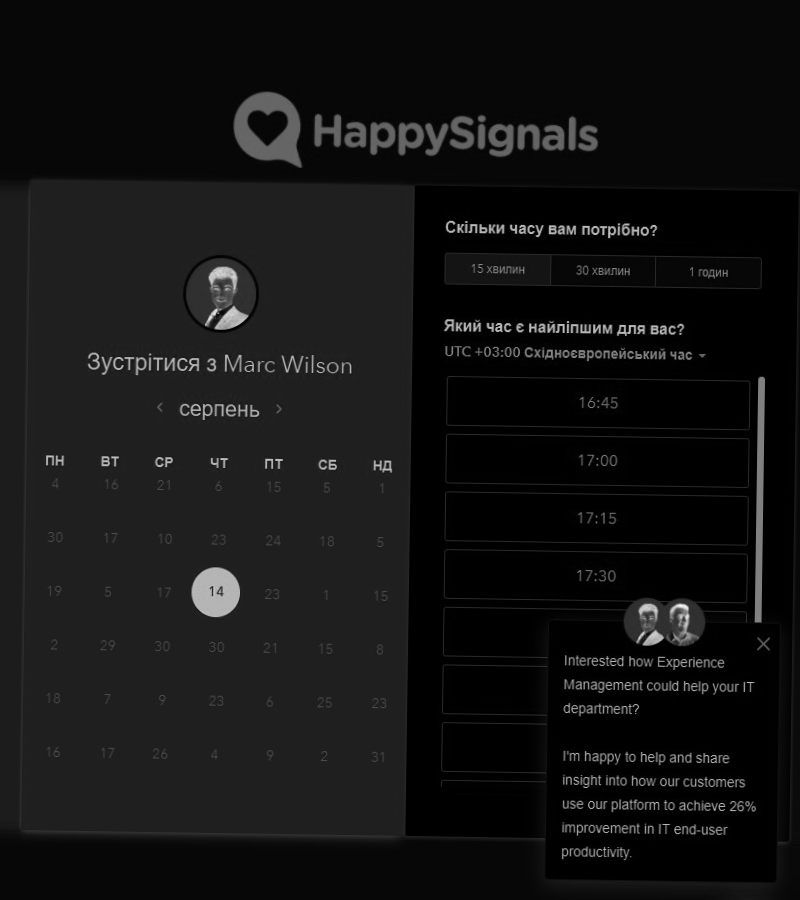 HappySignals
Зустрітися з Marc Wilson
серпень
ПН ВТ СР ЧТ ПТ СБ НД
4 16 21 6 15 5 1
30 17 10 23 24 18 5
19 5 17 14 23 1 15
2 29 30 30 21 15 8
18 7 9 23 6 25 23
16 17 26 4 9 2 31
Скільки часу вам потрібно?
15 хвилин 30 хвилин 1 годин
Який час є найліпшим для вас?
UTC +03:00 Східноєвропейський час
16:45
17:00
17:15
17:30
Interested how Experience
Management could help your IT
department?
I'm happy to help and share
insight into how our customers
use our platform to achieve 26%
improvement in IT end-user
productivity.